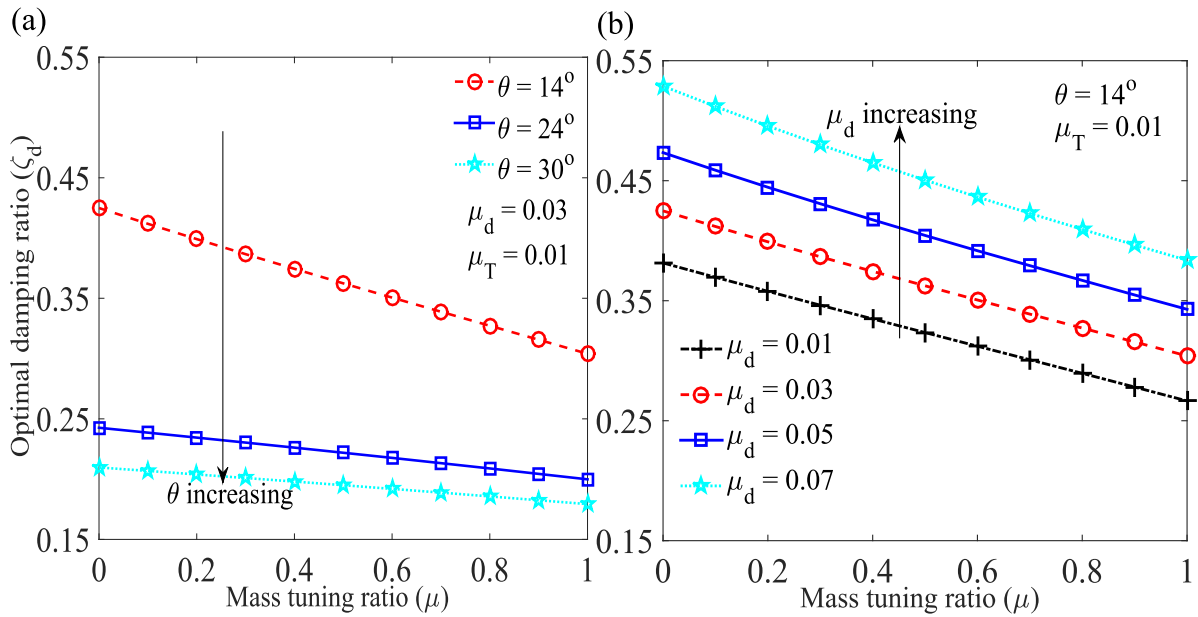 (a)
0.55
0.45
0.35
0.25
0.15
Optimal damping ratio (ζd)
θ = 14°
θ = 24°
θ = 30°
μd = 0.03
μT = 0.01
θ increasing
0 0.2 0.4 0.6 0.8 1
Mass tuning ratio (μ)
(b)
0.55
0.45
0.35
0.25
0.15
μd increasing
θ = 14°
μT = 0.01
μd = 0.01
μd = 0.03
μd = 0.05
μd = 0.07
0 0.2 0.4 0.6 0.8 1
Mass tuning ratio (μ)